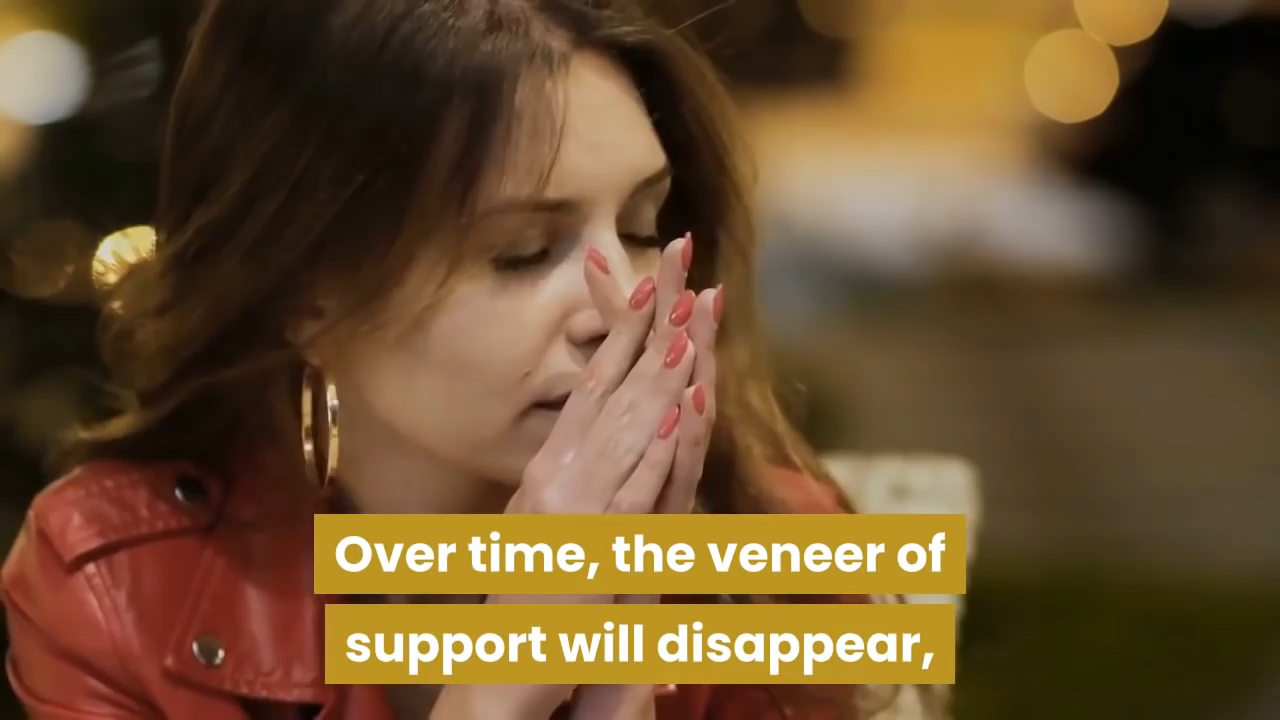 Over time, the veneer of
support will disappear,